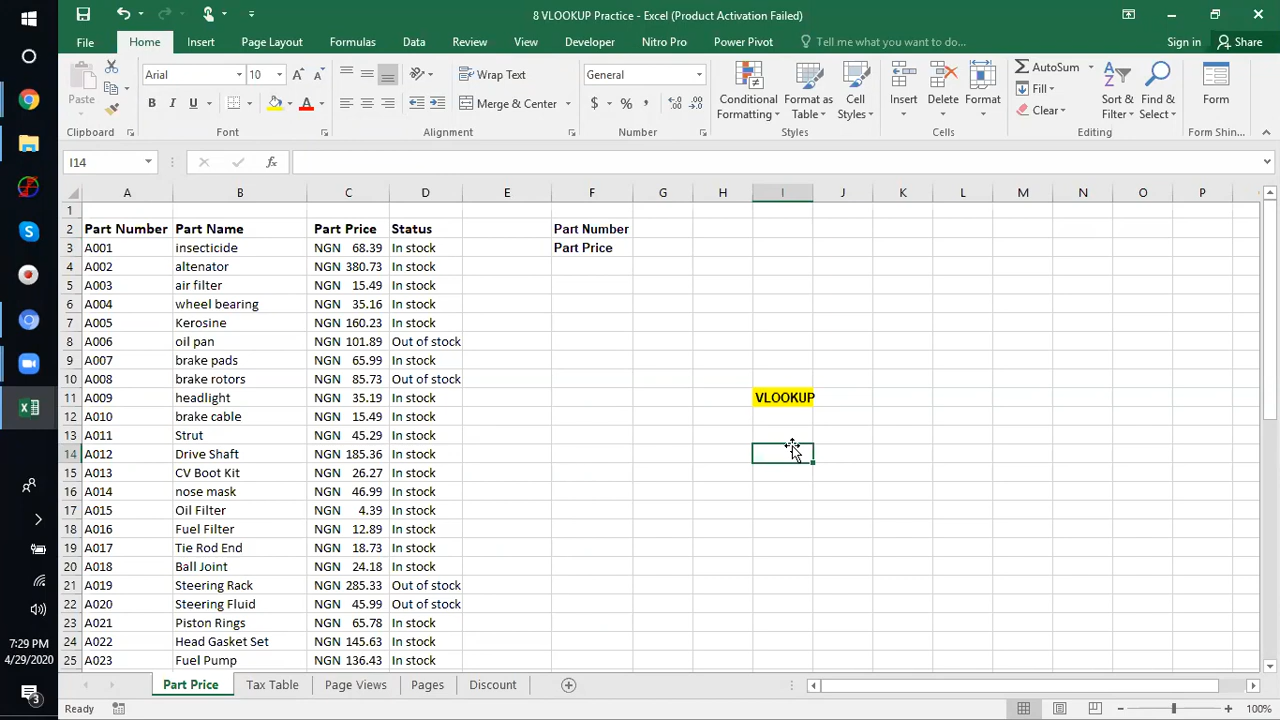 8 VLOOKUP Practice - Excel (Product Activation Failed)
File Home Insert Page Layout Formulas Data Review View Developer Nitro Pro Power Pivot Tell me what you want to do... Sign in Share
Paste
Clipboard
Arial 10
B I U
Font
Wrap Text
Merge & Center
Alignment
General
$ % ,
Number
Conditional Formatting
Format as Table
Cell Styles
Styles
Insert Delete Format
Cells
AutoSum
Fill
Clear
Sort & Filter
Find & Select
Editing
Form
Form Shin...
I14 fx
A B C D E F G H I J K L M N O P
1
2 Part Number Part Name Part Price Status Part Number
3 A001 insecticide NGN 68.39 In stock Part Price
4 A002 altenator NGN 380.73 In stock
5 A003 air filter NGN 15.49 In stock
6 A004 wheel bearing NGN 35.16 In stock
7 A005 Kerosine NGN 160.23 In stock
8 A006 oil pan NGN 101.89 Out of stock
9 A007 brake pads NGN 65.99 In stock
10 A008 brake rotors NGN 85.73 Out of stock
11 A009 headlight NGN 35.19 In stock VLOOKUP
12 A010 brake cable NGN 15.49 In stock
13 A011 Strut NGN 45.29 In stock
14 A012 Drive Shaft NGN 185.36 In stock
15 A013 CV Boot Kit NGN 26.27 In stock
16 A014 nose mask NGN 46.99 In stock
17 A015 Oil Filter NGN 4.39 In stock
18 A016 Fuel Filter NGN 12.89 In stock
19 A017 Tie Rod End NGN 18.73 In stock
20 A018 Ball Joint NGN 24.18 In stock
21 A019 Steering Rack NGN 285.33 Out of stock
22 A020 Steering Fluid NGN 45.99 Out of stock
23 A021 Piston Rings NGN 65.78 In stock
24 A022 Head Gasket Set NGN 145.63 In stock
25 A023 Fuel Pump NGN 136.43 In stock
Part Price Tax Table Page Views Pages Discount
Ready 100%
7:29 PM
4/29/2020
3